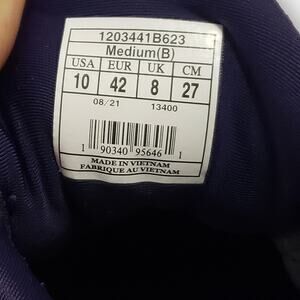 1203441B623
Medium(B)
USA EUR UK CM
10 42 8 27
08/21 13400
1 90340 95646 1
MADE IN VIETNAM
FABRIQUE AU VIETNAM